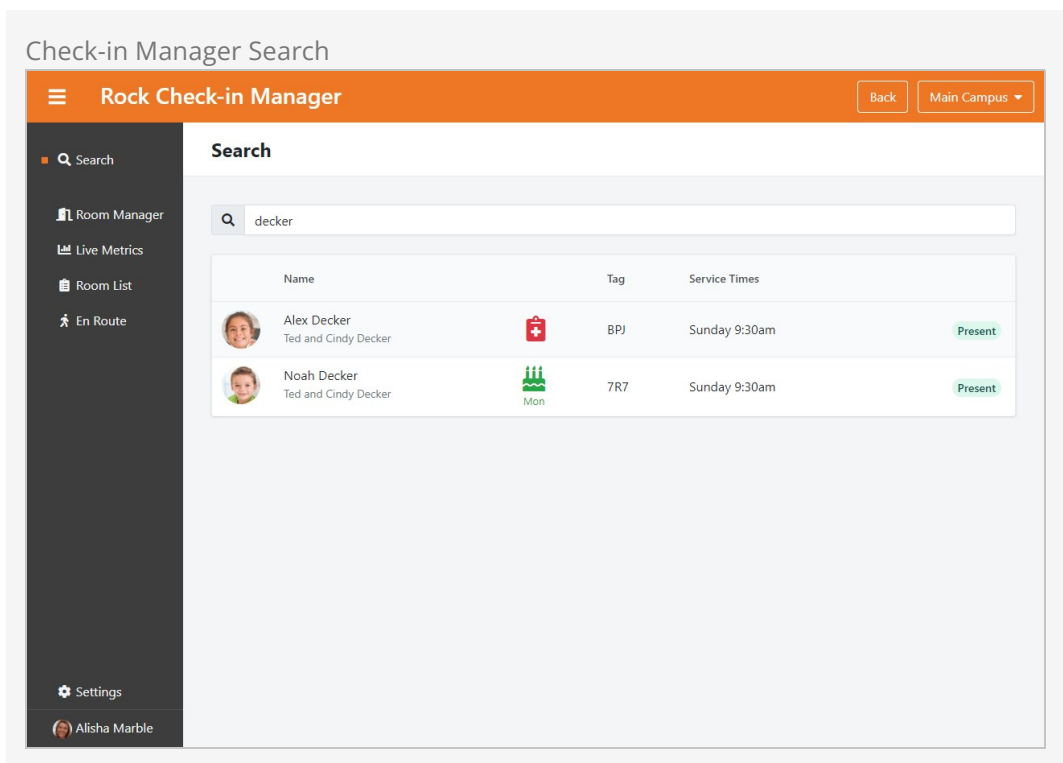 Check-in Manager Search
Rock Check-in Manager
Back
Main Campus
Search
Search
Room Manager
Live Metrics
Room List
En Route
decker
Name Tag Service Times
Alex Decker BPJ Sunday 9:30am Present
Ted and Cindy Decker
Noah Decker 7R7 Sunday 9:30am Present
Ted and Cindy Decker
Mon
Settings
Alisha Marble